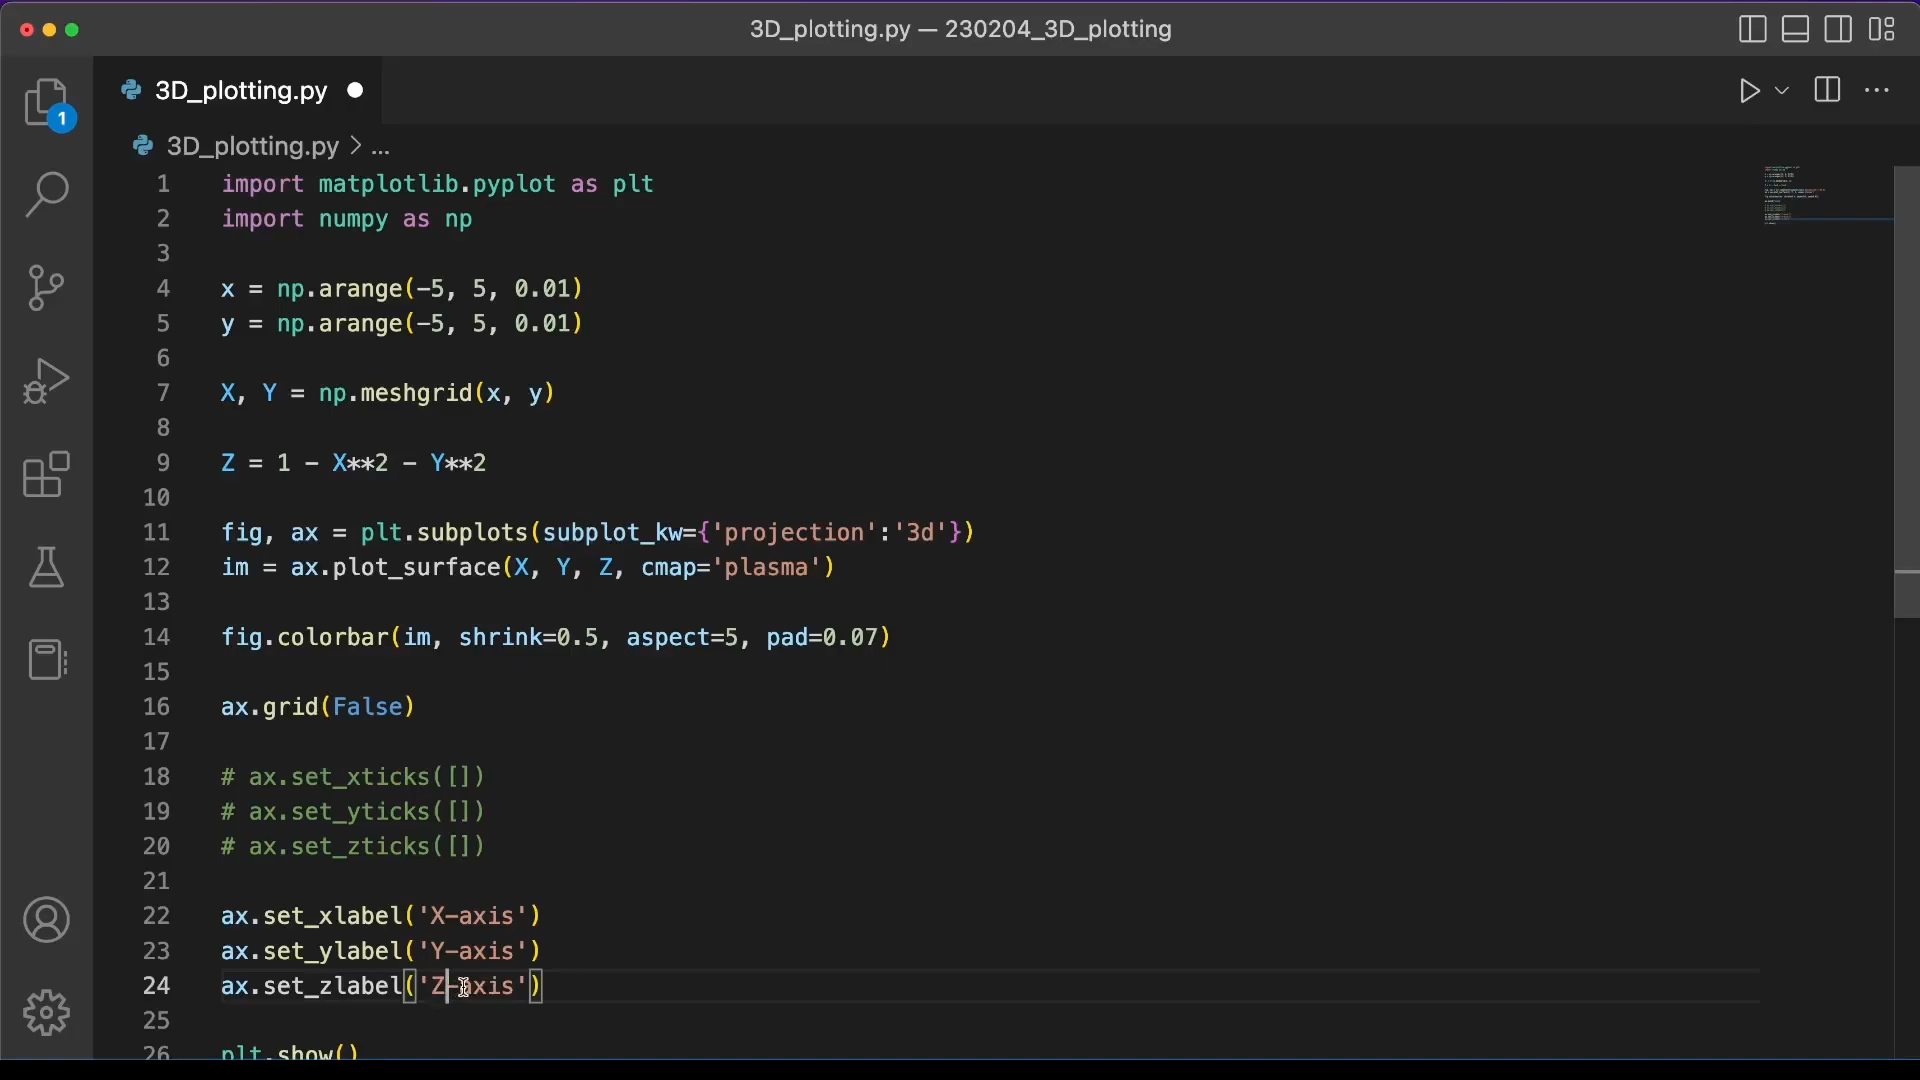 3D_plotting.py — 230204_3D_plotting
3D_plotting.py
1
3D_plotting.py > ...
1 import matplotlib.pyplot as plt
2 import numpy as np
3
4 x = np.arange(-5, 5, 0.01)
5 y = np.arange(-5, 5, 0.01)
6
7 X, Y = np.meshgrid(x, y)
8
9 Z = 1 - X**2 - Y**2
10
11 fig, ax = plt.subplots(subplot_kw={'projection':'3d'})
12 im = ax.plot_surface(X, Y, Z, cmap='plasma')
13
14 fig.colorbar(im, shrink=0.5, aspect=5, pad=0.07)
15
16 ax.grid(False)
17
18 # ax.set_xticks([])
19 # ax.set_yticks([])
20 # ax.set_zticks([])
21
22 ax.set_xlabel('X-axis')
23 ax.set_ylabel('Y-axis')
24 ax.set_zlabel('Z-axis')
25
26 plt.show()